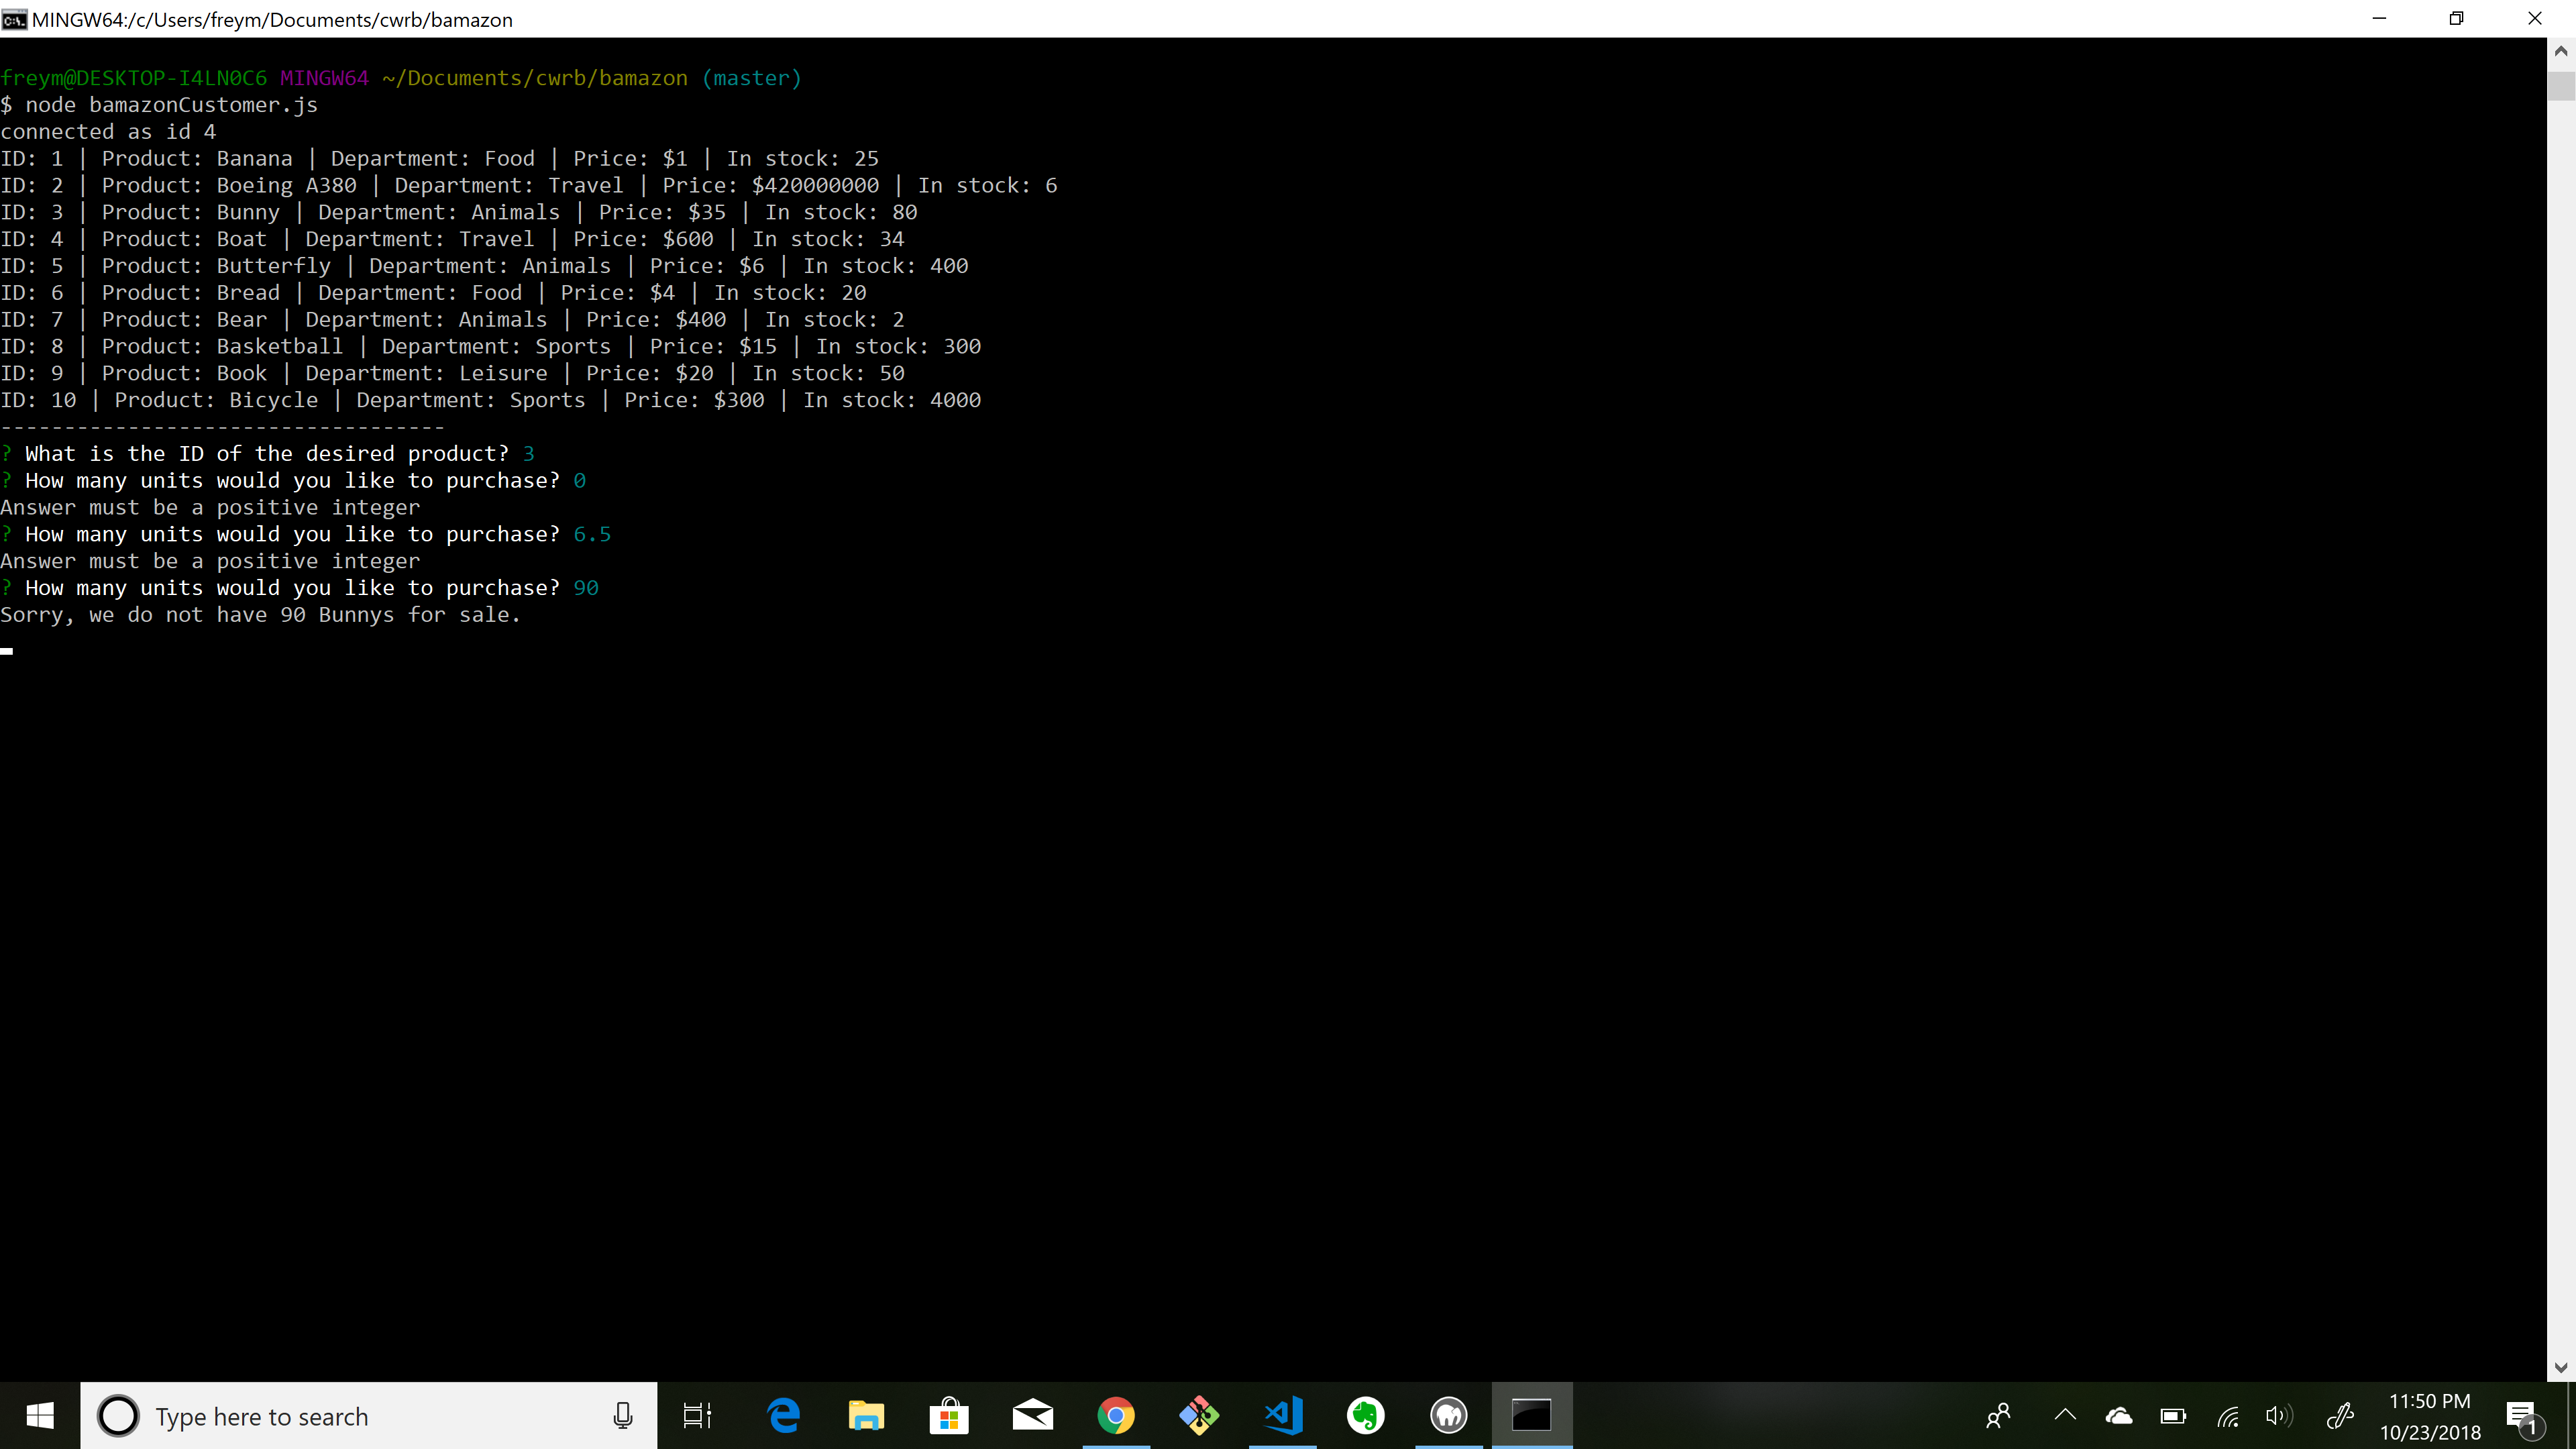 MINGW64:/c/Users/freym/Documents/cwrb/bamazon
freym@DESKTOP-I4LN0C6 MINGW64 ~/Documents/cwrb/bamazon (master)
$ node bamazonCustomer.js
connected as id 4
ID: 1 | Product: Banana | Department: Food | Price: $1 | In stock: 25
ID: 2 | Product: Boeing A380 | Department: Travel | Price: $420000000 | In stock: 6
ID: 3 | Product: Bunny | Department: Animals | Price: $35 | In stock: 80
ID: 4 | Product: Boat | Department: Travel | Price: $600 | In stock: 34
ID: 5 | Product: Butterfly | Department: Animals | Price: $6 | In stock: 400
ID: 6 | Product: Bread | Department: Food | Price: $4 | In stock: 20
ID: 7 | Product: Bear | Department: Animals | Price: $400 | In stock: 2
ID: 8 | Product: Basketball | Department: Sports | Price: $15 | In stock: 300
ID: 9 | Product: Book | Department: Leisure | Price: $20 | In stock: 50
ID: 10 | Product: Bicycle | Department: Sports | Price: $300 | In stock: 4000
-----------------------------------
? What is the ID of the desired product? 3
? How many units would you like to purchase? 0
Answer must be a positive integer
? How many units would you like to purchase? 6.5
Answer must be a positive integer
? How many units would you like to purchase? 90
Sorry, we do not have 90 Bunnys for sale.
Type here to search
11:50 PM
10/23/2018
1